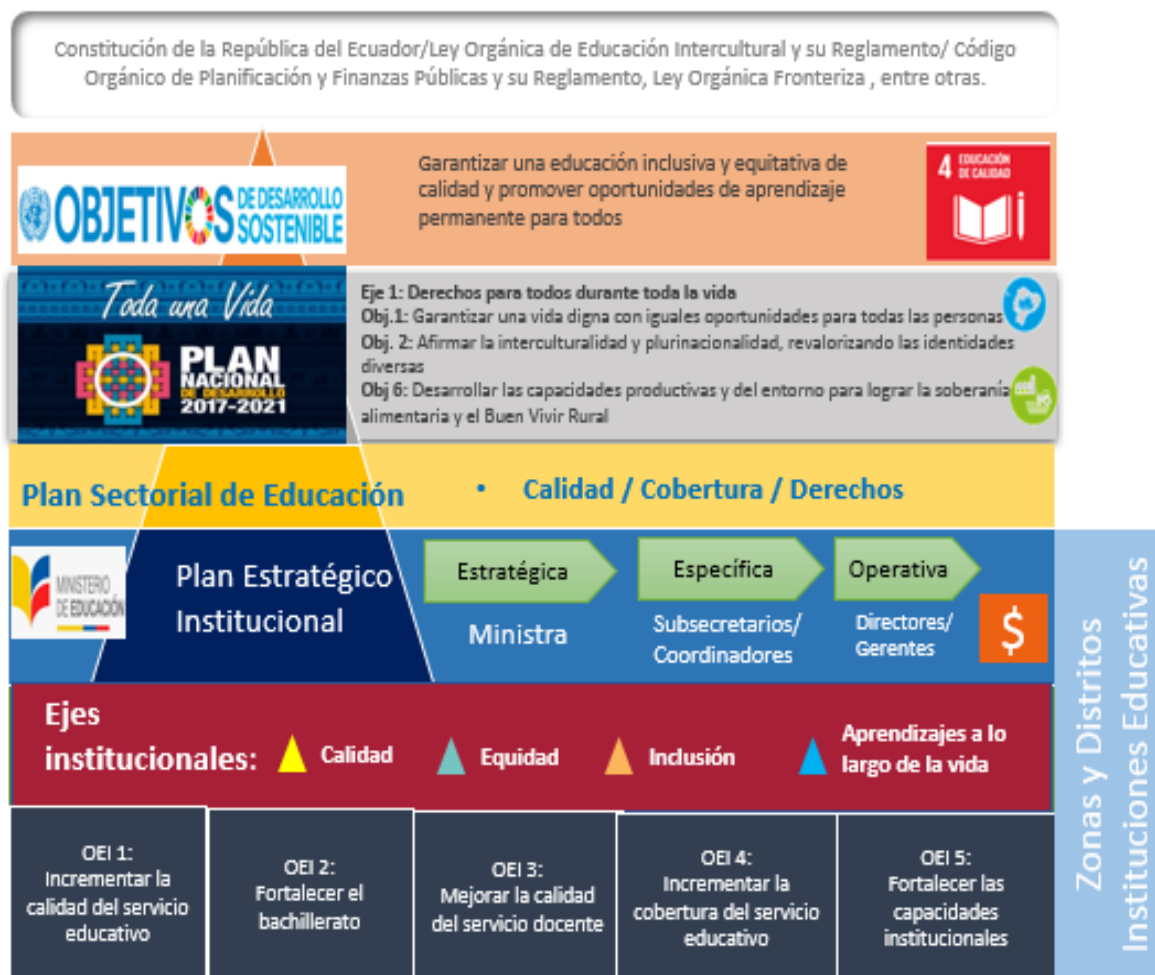 Constitución de la República del Ecuador/Ley Orgánica de Educación Intercultural y su Reglamento/ Código
Orgánico de Planificación y Finanzas Públicas y su Reglamento, Ley Orgánica Fronteriza , entre otras.
OBJETIVOS
DE DESARROLLO
SOSTENIBLE
Garantizar una educación inclusiva y equitativa de
calidad y promover oportunidades de aprendizaje
permanente para todos
4 EDUCACIÓN
DE CALIDAD
Toda una Vida
PLAN
NACIONAL
DE DESARROLLO
2017-2021
Eje 1: Derechos para todos durante toda la vida
Obj.1: Garantizar una vida digna con iguales oportunidades para todas las personas
Obj. 2: Afirmar la interculturalidad y plurinacionalidad, revalorizando las identidades
diversas
Obj 6: Desarrollar las capacidades productivas y del entorno para lograr la soberanía
alimentaria y el Buen Vivir Rural
Plan Sectorial de Educación
• Calidad / Cobertura / Derechos
MINISTERIO
DE EDUCACIÓN
Plan Estratégico
Institucional
Estratégica
Ministra
Específica
Subsecretarios/
Coordinadores
Operativa
Directores/
Gerentes
$
Ejes
institucionales:
Calidad
Equidad
Inclusión
Aprendizajes a lo
largo de la vida
OEI 1:
Incrementar la
calidad del servicio
educativo
OEI 2:
Fortalecer el
bachillerato
OEI 3:
Mejorar la calidad
del servicio docente
OEI 4:
Incrementar la
cobertura del servicio
educativo
OEI 5:
Fortalecer las
capacidades
institucionales
Zonas y Distritos
Instituciones Educativas